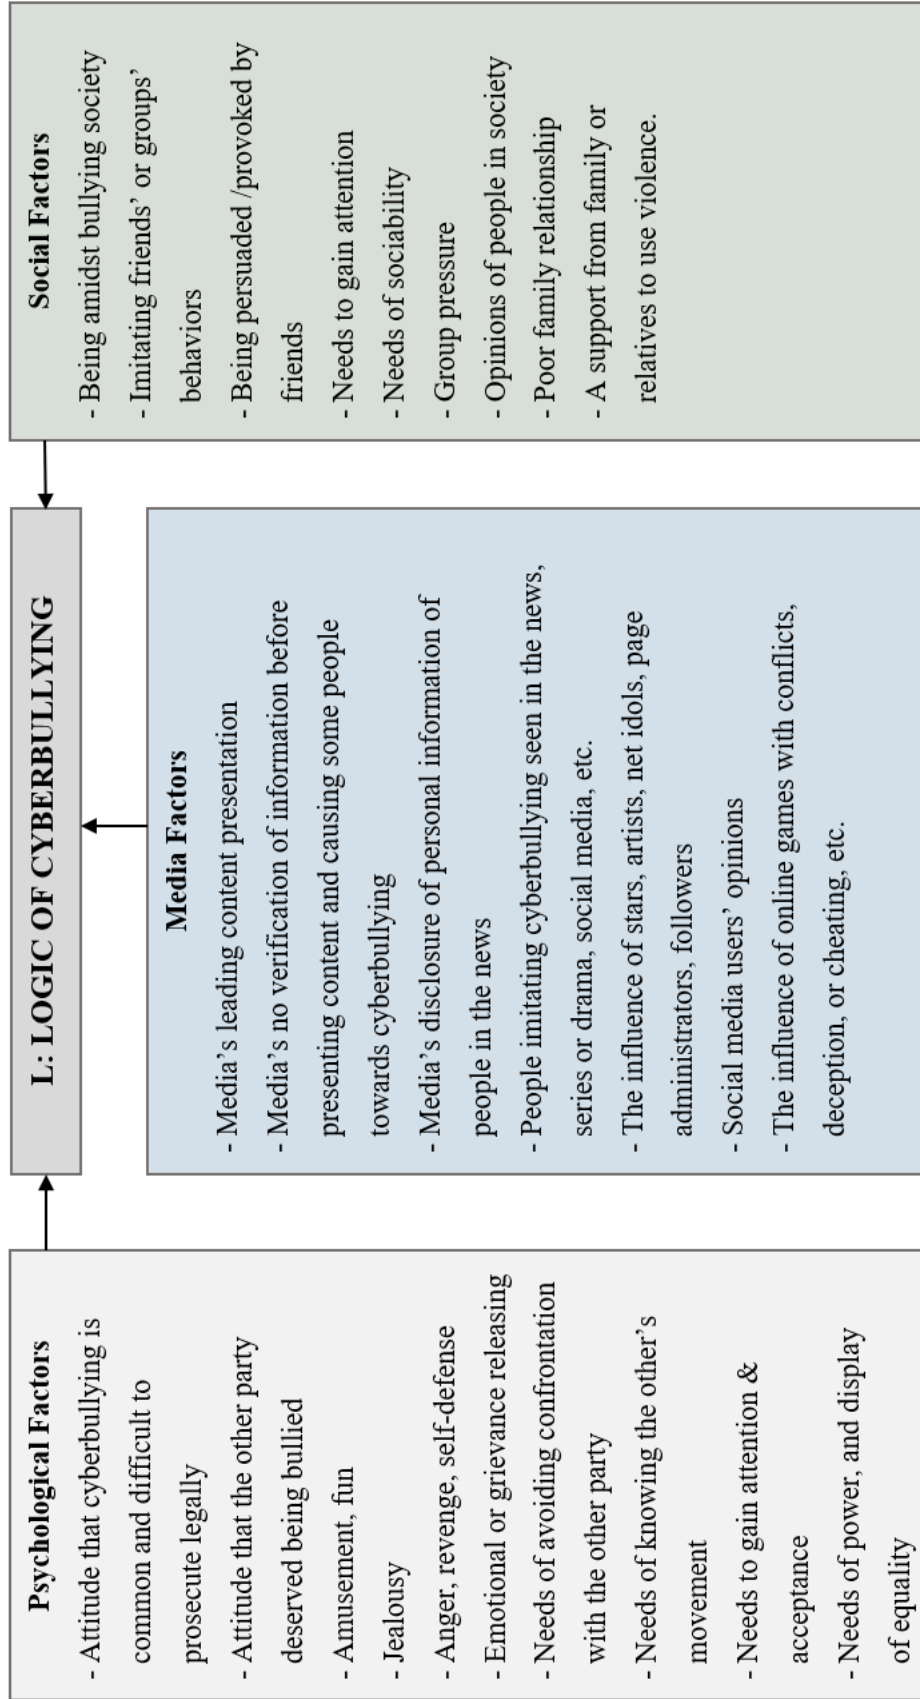 L: LOGIC OF CYBERBULLYING
Psychological Factors
- Attitude that cyberbullying is
common and difficult to
prosecute legally
- Attitude that the other party
deserved being bullied
- Amusement, fun
- Jealousy
- Anger, revenge, self-defense
- Emotional or grievance releasing
- Needs of avoiding confrontation
with the other party
- Needs of knowing the other’s
movement
- Needs to gain attention &
acceptance
- Needs of power, and display
of equality
Media Factors
- Media’s leading content presentation
- Media’s no verification of information before
presenting content and causing some people
towards cyberbullying
- Media’s disclosure of personal information of
people in the news
- People imitating cyberbullying seen in the news,
series or drama, social media, etc.
- The influence of stars, artists, net idols, page
administrators, followers
- Social media users’ opinions
- The influence of online games with conflicts,
deception, or cheating, etc.
Social Factors
- Being amidst bullying society
- Imitating friends’ or groups’
behaviors
- Being persuaded /provoked by
friends
- Needs to gain attention
- Needs of sociability
- Group pressure
- Opinions of people in society
- Poor family relationship
- A support from family or
relatives to use violence.